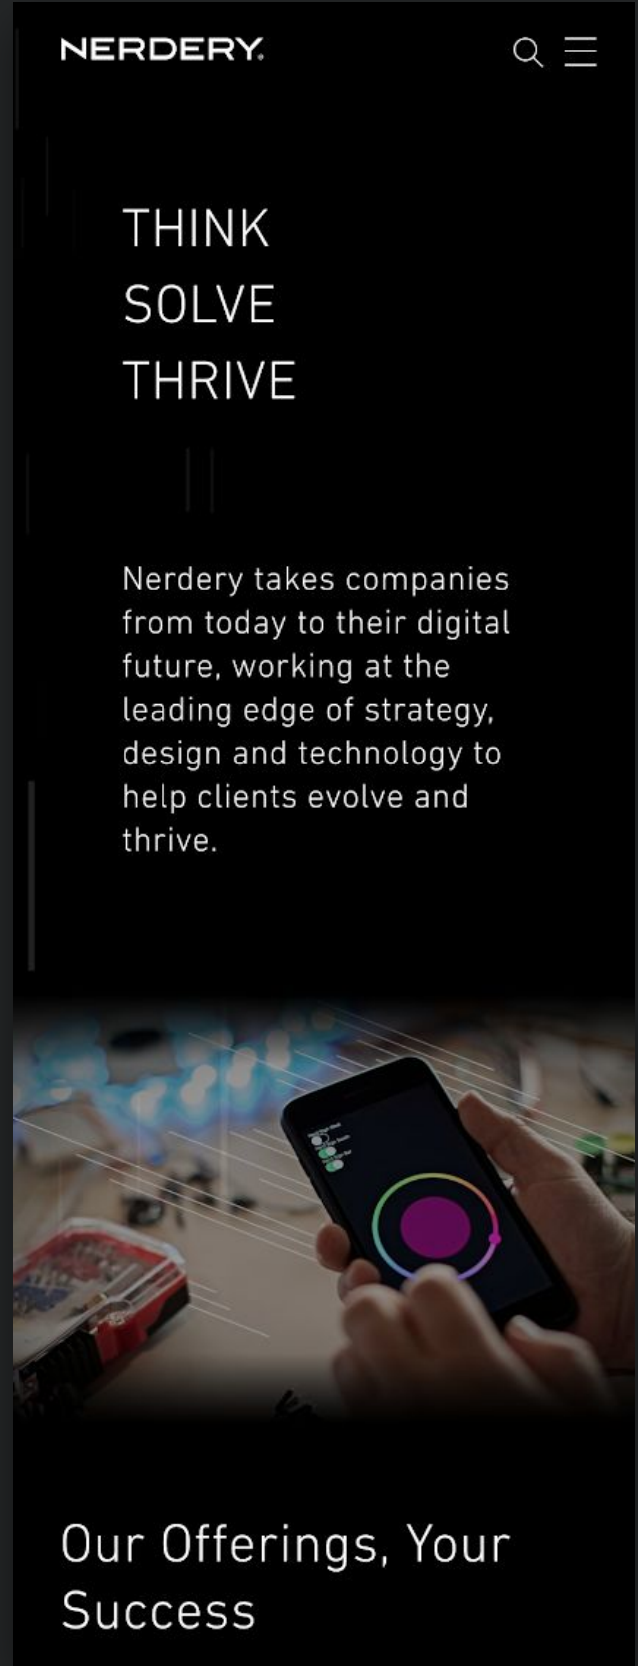 NERDERY®
THINK
SOLVE
THRIVE
Nerdery takes companies
from today to their digital
future, working at the
leading edge of strategy,
design and technology to
help clients evolve and
thrive.
Our Offerings, Your
Success